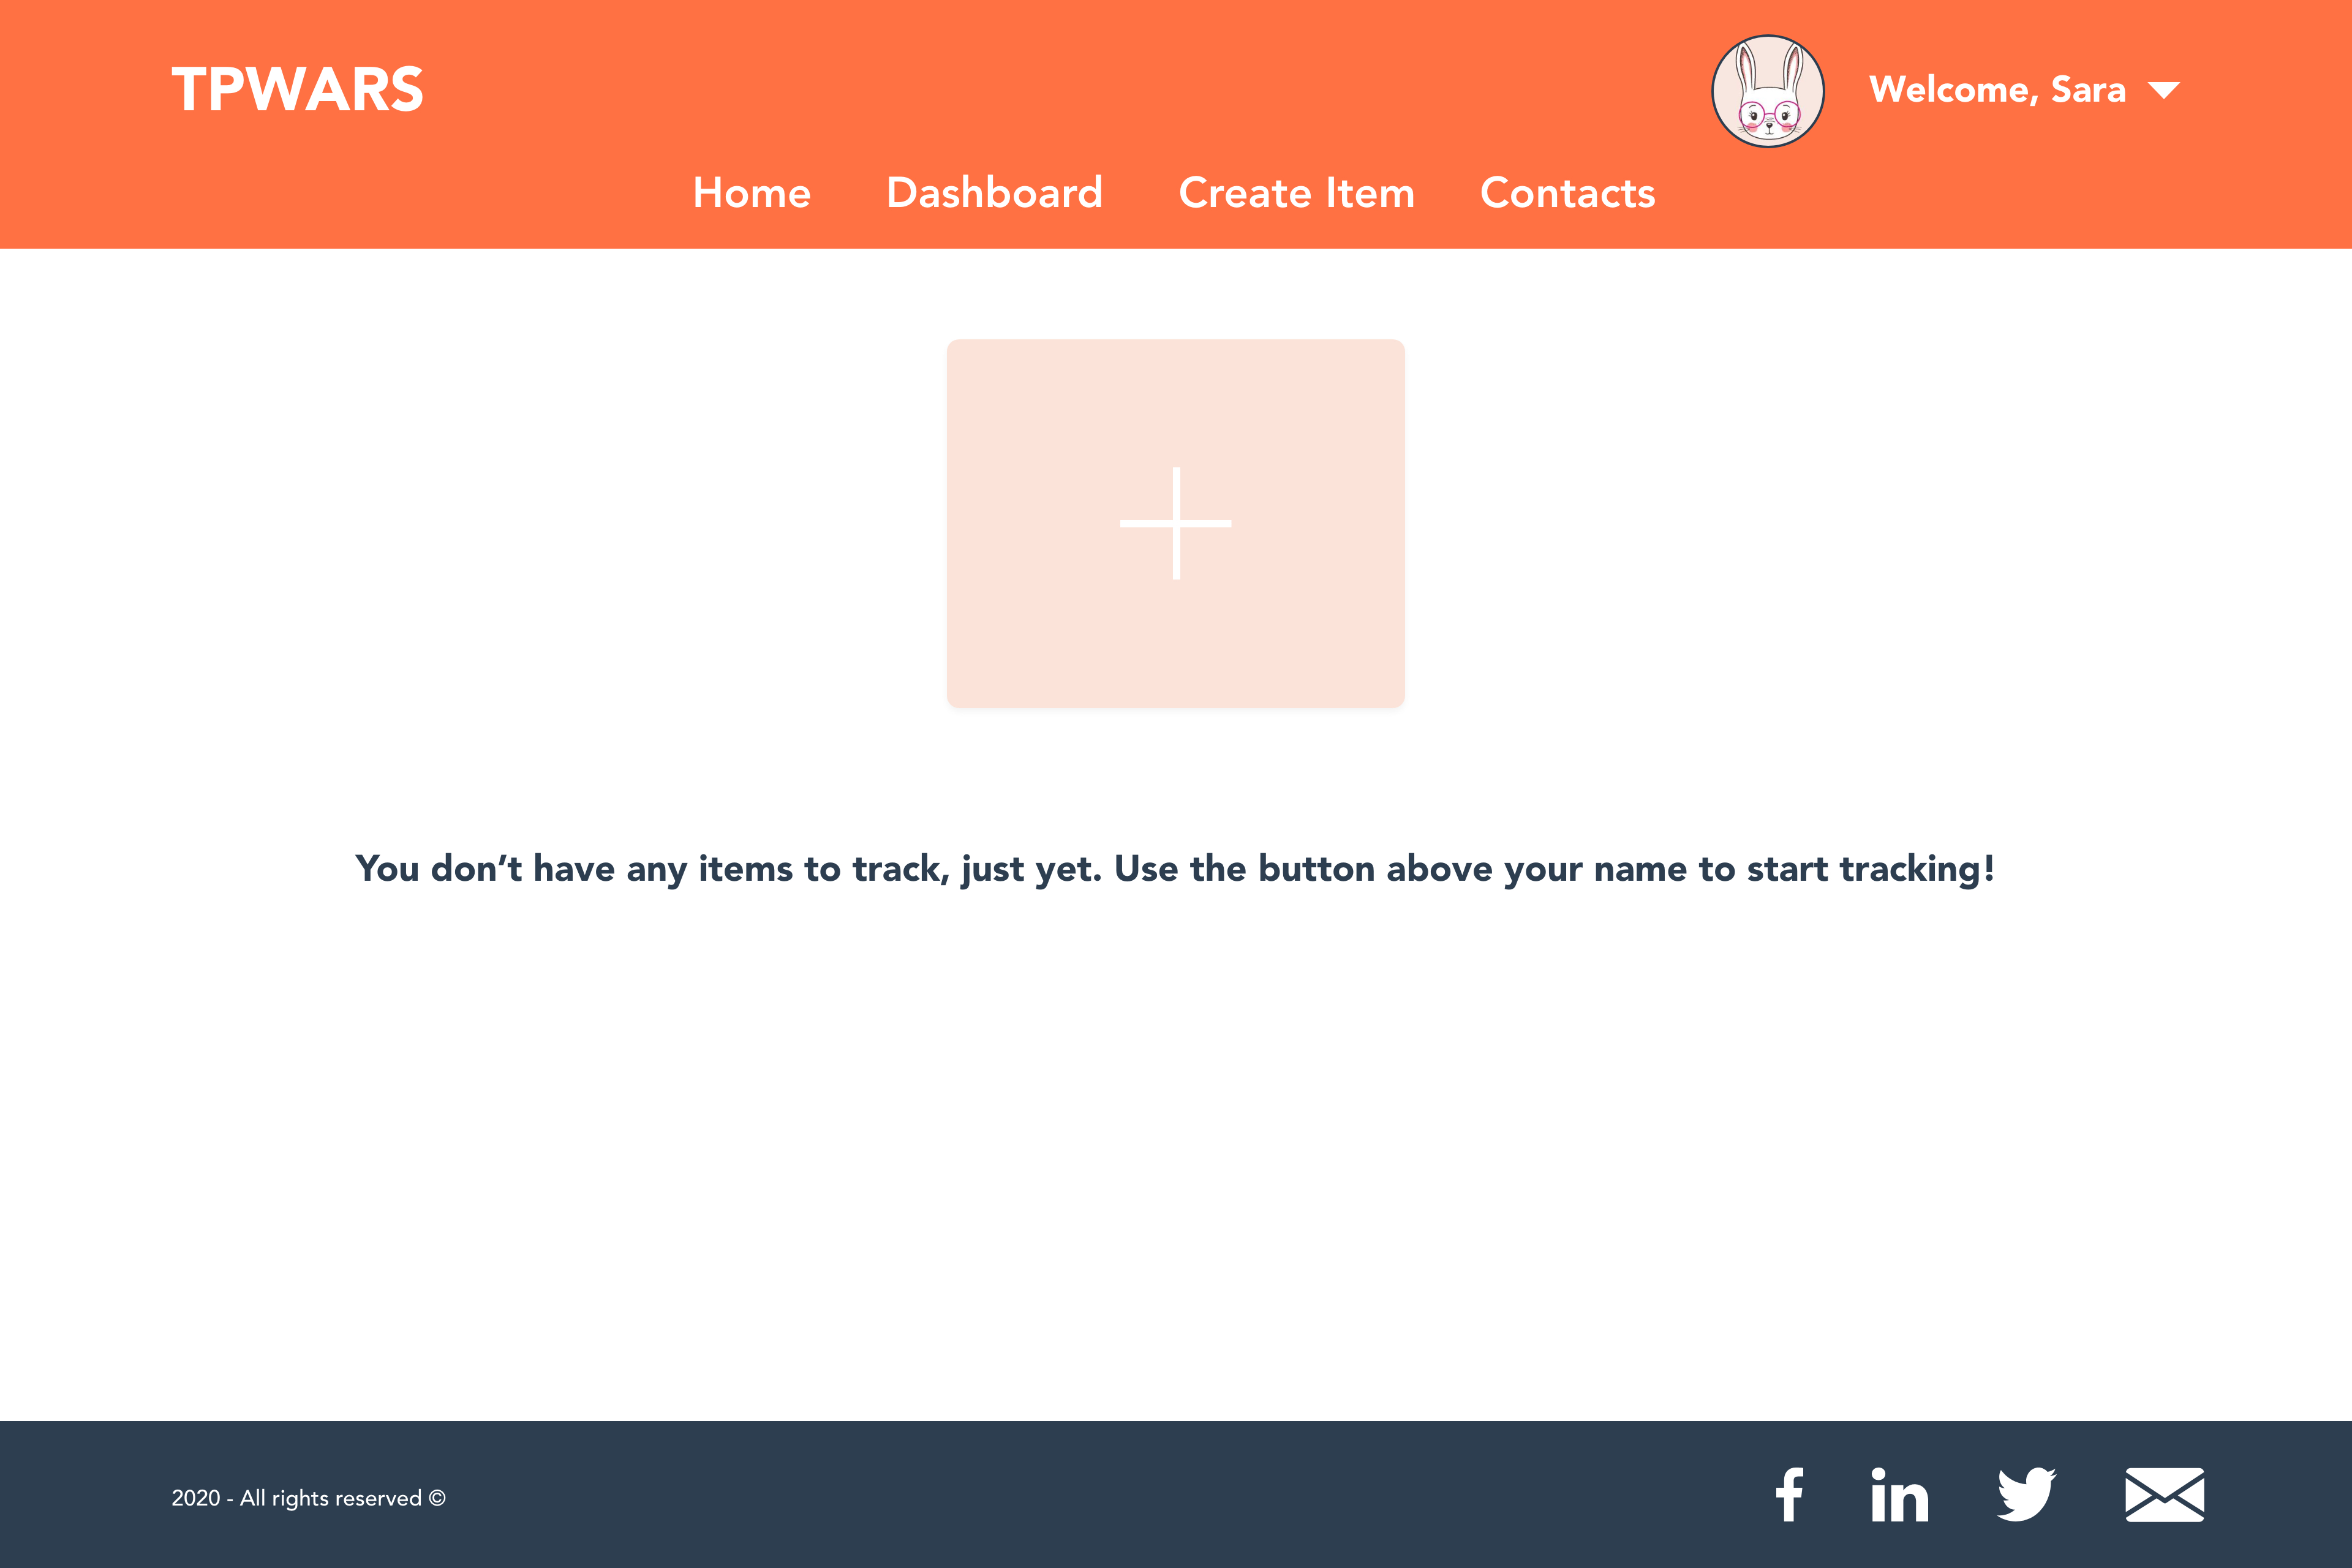 TPWARS
Welcome, Sara
Home Dashboard Create Item Contacts
You don’t have any items to track, just yet. Use the button above your name to start tracking!
2020 - All rights reserved ©